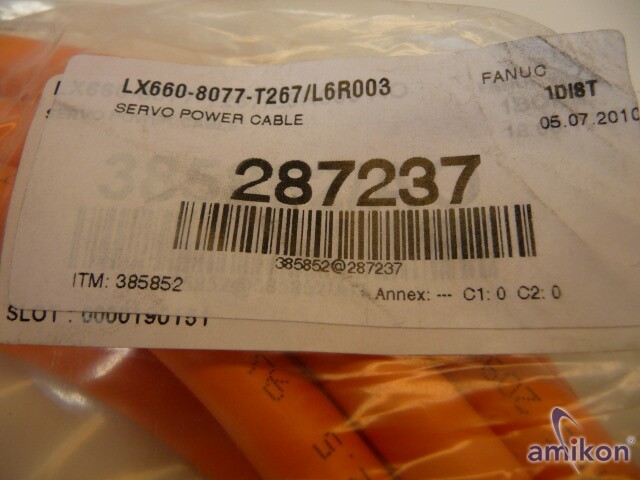 LX660-8077-T267/L6R003
FANUC
1DIST
SERVO POWER CABLE
05.07.2010
287237
385852@287237
ITM: 385852
Annex: --- C1: 0 C2: 0
SLOT : 0000190151
amikon